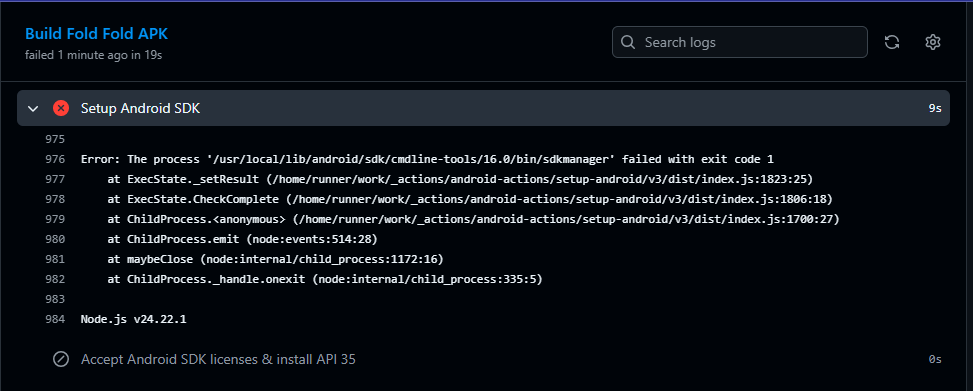 Build Fold Fold APK
failed 1 minute ago in 19s
Search logs
Setup Android SDK
9s
975
976 Error: The process '/usr/local/lib/android/sdk/cmdline-tools/16.0/bin/sdkmanager' failed with exit code 1
977 at ExecState._setResult (/home/runner/work/_actions/android-actions/setup-android/v3/dist/index.js:1823:25)
978 at ExecState.CheckComplete (/home/runner/work/_actions/android-actions/setup-android/v3/dist/index.js:1806:18)
979 at ChildProcess.<anonymous> (/home/runner/work/_actions/android-actions/setup-android/v3/dist/index.js:1700:27)
980 at ChildProcess.emit (node:events:514:28)
981 at maybeClose (node:internal/child_process:1172:16)
982 at ChildProcess._handle.onexit (node:internal/child_process:335:5)
983
984 Node.js v24.22.1
Accept Android SDK licenses & install API 35
0s